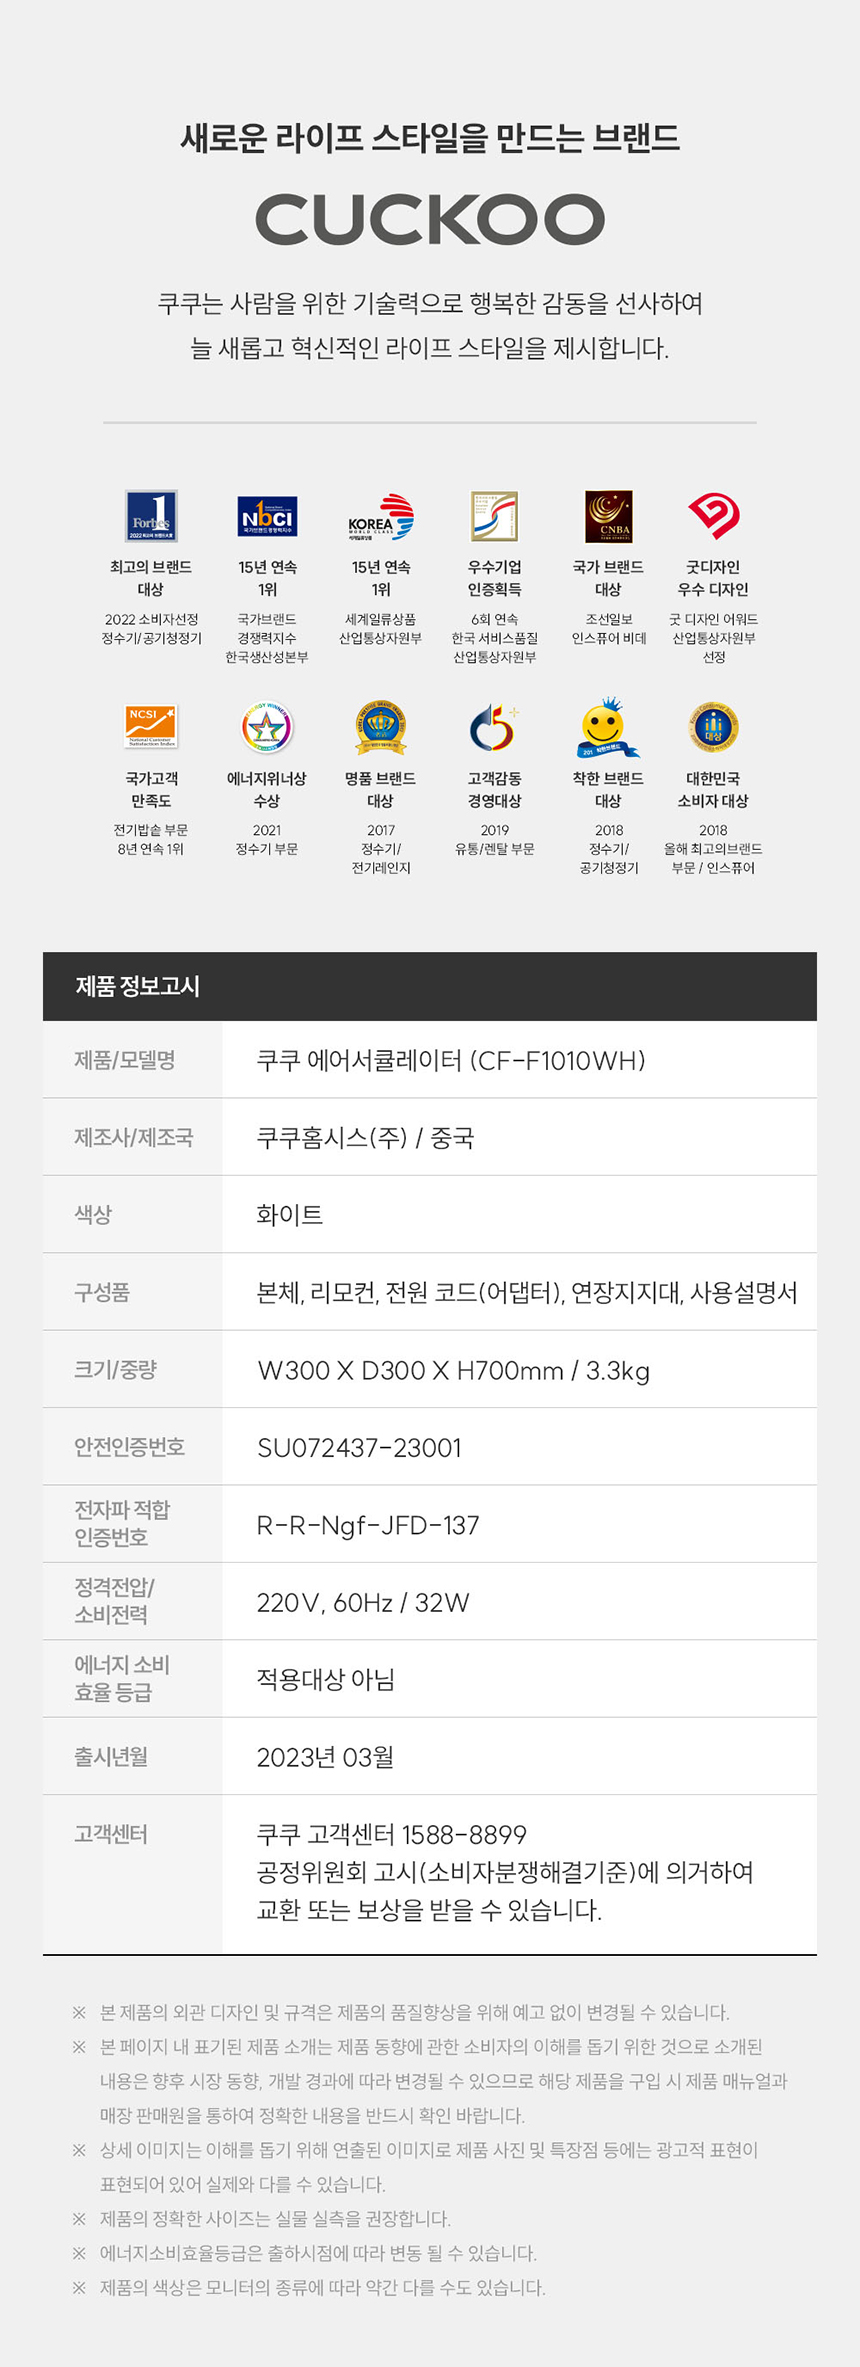 새로운 라이프 스타일을 만드는 브랜드
CUCKOO
쿠쿠는 사람을 위한 기술력으로 행복한 감동을 선사하여
늘 새롭고 혁신적인 라이프 스타일을 제시합니다.
Forbes 1
2022 최고의 브랜드 大賞
최고의 브랜드
대상
2022 소비자선정
정수기/공기청정기
NbCI
국가브랜드경쟁력지수
15년 연속
1위
국가브랜드
경쟁력지수
한국생산성본부
KOREA
WORLD CLASS
세계일류상품
15년 연속
1위
세계일류상품
산업통상자원부
우수기업
인증획득
6회 연속
한국 서비스품질
산업통상자원부
CNBA
국가 브랜드
대상
조선일보
인스퓨어 비데
굿디자인
우수 디자인
굿 디자인 어워드
산업통상자원부
선정
NCSI
National Customer
Satisfaction Index
국가고객
만족도
전기밥솥 부문
8년 연속 1위
ENERGY WINNER
에너지위너상
수상
2021
정수기 부문
명품 브랜드
대상
2017
정수기/
전기레인지
고객감동
경영대상
2019
유통/렌탈 부문
201 착한브랜드
착한 브랜드
대상
2018
정수기/
공기청정기
대상
대한민국
소비자 대상
2018
올해 최고의브랜드
부문 / 인스퓨어
제품 정보고시
제품/모델명
쿠쿠 에어서큘레이터 (CF-F1010WH)
제조사/제조국
쿠쿠홈시스(주) / 중국
색상
화이트
구성품
본체, 리모컨, 전원 코드(어댑터), 연장지지대, 사용설명서
크기/중량
W300 X D300 X H700mm / 3.3kg
안전인증번호
SU072437-23001
전자파 적합
인증번호
R-R-Ngf-JFD-137
정격전압/
소비전력
220V, 60Hz / 32W
에너지 소비
효율 등급
적용대상 아님
출시년월
2023년 03월
고객센터
쿠쿠 고객센터 1588-8899
공정위원회 고시(소비자분쟁해결기준)에 의거하여
교환 또는 보상을 받을 수 있습니다.
※ 본 제품의 외관 디자인 및 규격은 제품의 품질향상을 위해 예고 없이 변경될 수 있습니다.
※ 본 페이지 내 표기된 제품 소개는 제품 동향에 관한 소비자의 이해를 돕기 위한 것으로 소개된
내용은 향후 시장 동향, 개발 경과에 따라 변경될 수 있으므로 해당 제품을 구입 시 제품 매뉴얼과
매장 판매원을 통하여 정확한 내용을 반드시 확인 바랍니다.
※ 상세 이미지는 이해를 돕기 위해 연출된 이미지로 제품 사진 및 특장점 등에는 광고적 표현이
표현되어 있어 실제와 다를 수 있습니다.
※ 제품의 정확한 사이즈는 실물 실측을 권장합니다.
※ 에너지소비효율등급은 출하시점에 따라 변동 될 수 있습니다.
※ 제품의 색상은 모니터의 종류에 따라 약간 다를 수도 있습니다.